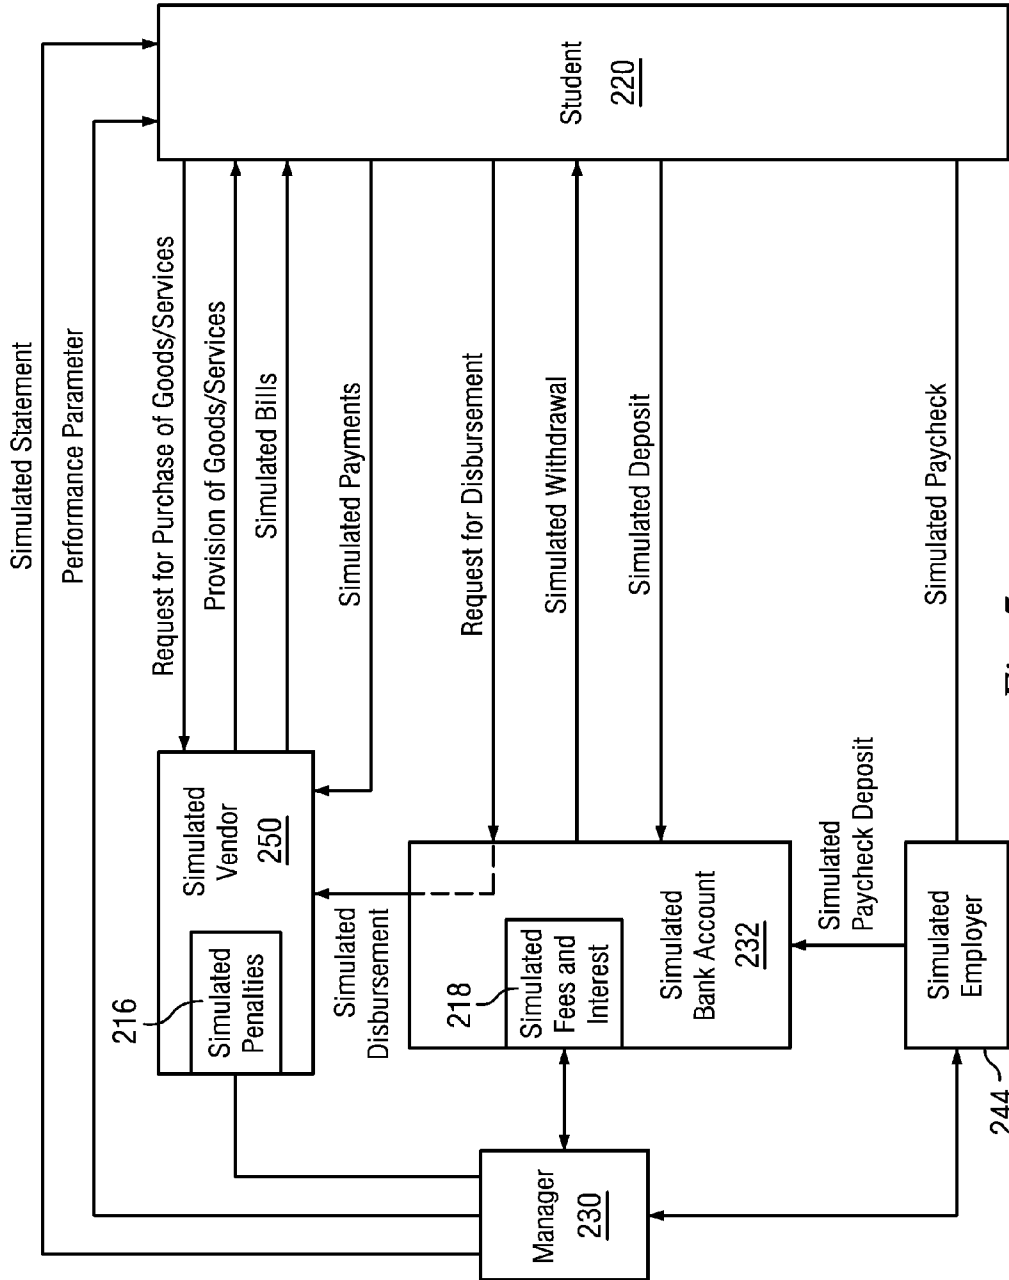 Simulated Statement
Performance Parameter
Request for Purchase of Goods/Services
Provision of Goods/Services
Simulated Bills
Simulated Payments
Request for Disbursement
Simulated Withdrawal
Simulated Deposit
Simulated Paycheck
Student
220
Simulated
Vendor
250
216
Simulated
Penalties
Simulated
Disbursement
218
Simulated
Fees and
Interest
Simulated
Bank Account
232
Simulated
Paycheck Deposit
Simulated
Employer
244
Manager
230